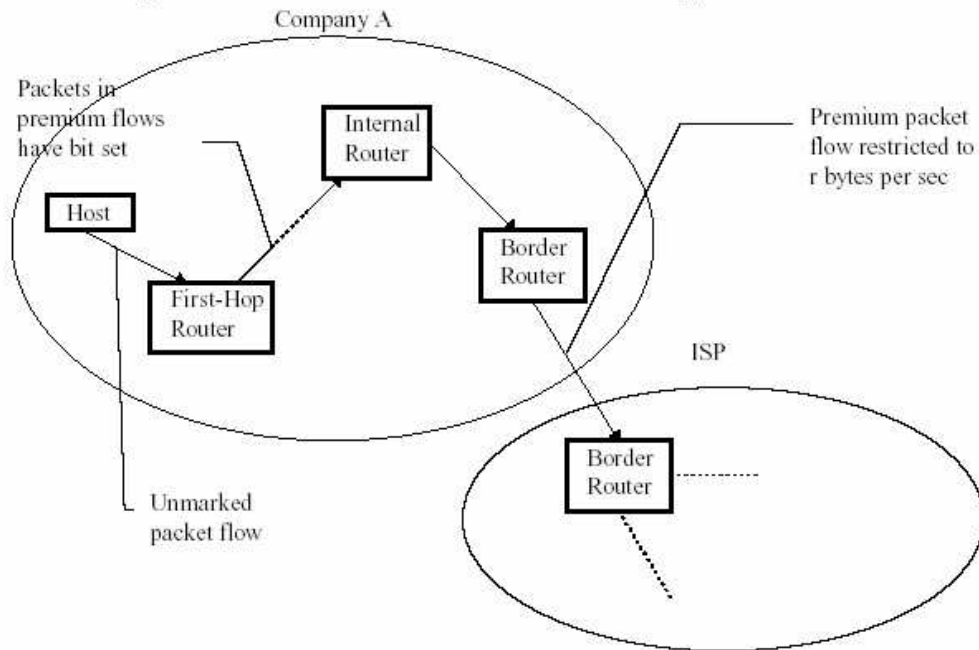 Company A
Packets in
premium flows
have bit set
Internal
Router
Premium packet
flow restricted to
r bytes per sec
Host
Border
Router
First-Hop
Router
ISP
Border
Router
Unmarked
packet flow